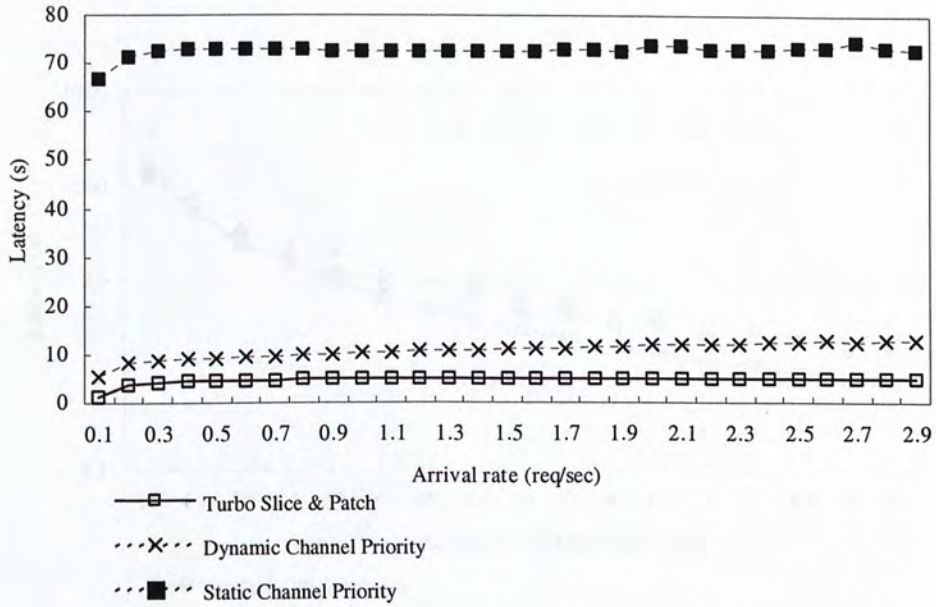 80
70
60
50
40
30
20
10
0
Latency (s)
0.1 0.3 0.5 0.7 0.9 1.1 1.3 1.5 1.7 1.9 2.1 2.3 2.5 2.7 2.9
Arrival rate (req/sec)
Turbo Slice & Patch
Dynamic Channel Priority
Static Channel Priority